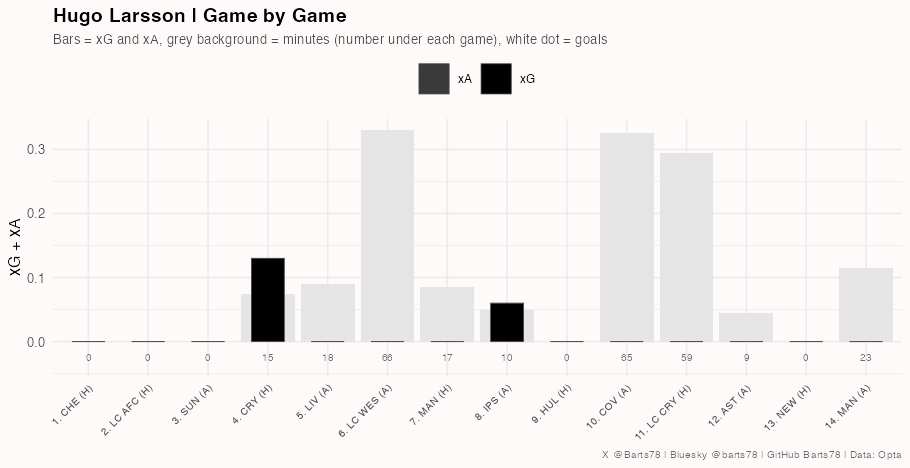 Hugo Larsson | Game by Game
Bars = xG and xA, grey background = minutes (number under each game), white dot = goals
xA xG
xG + xA
0.3
0.2
0.1
0.0
0 0 0 15 18 66 17 10 0 65 59 9 0 23
1. CHE (H)
2. LC AFC (H)
3. SUN (A)
4. CRY (H)
5. LIV (A)
6. LC WES (A)
7. MAN (H)
8. IPS (A)
9. HUL (H)
10. COV (A)
11. LC CRY (H)
12. AST (A)
13. NEW (H)
14. MAN (A)
X @Barts78 | Bluesky @barts78 | GitHub Barts78 | Data: Opta